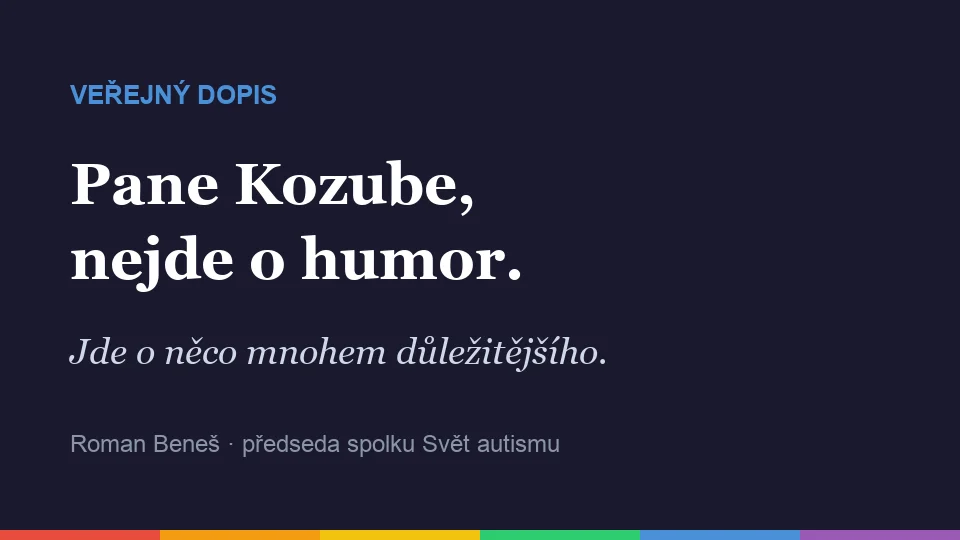 VEŘEJNÝ DOPIS
Pane Kozube,
nejde o humor.
Jde o něco mnohem důležitějšího.
Roman Beneš · předseda spolku Svět autismu